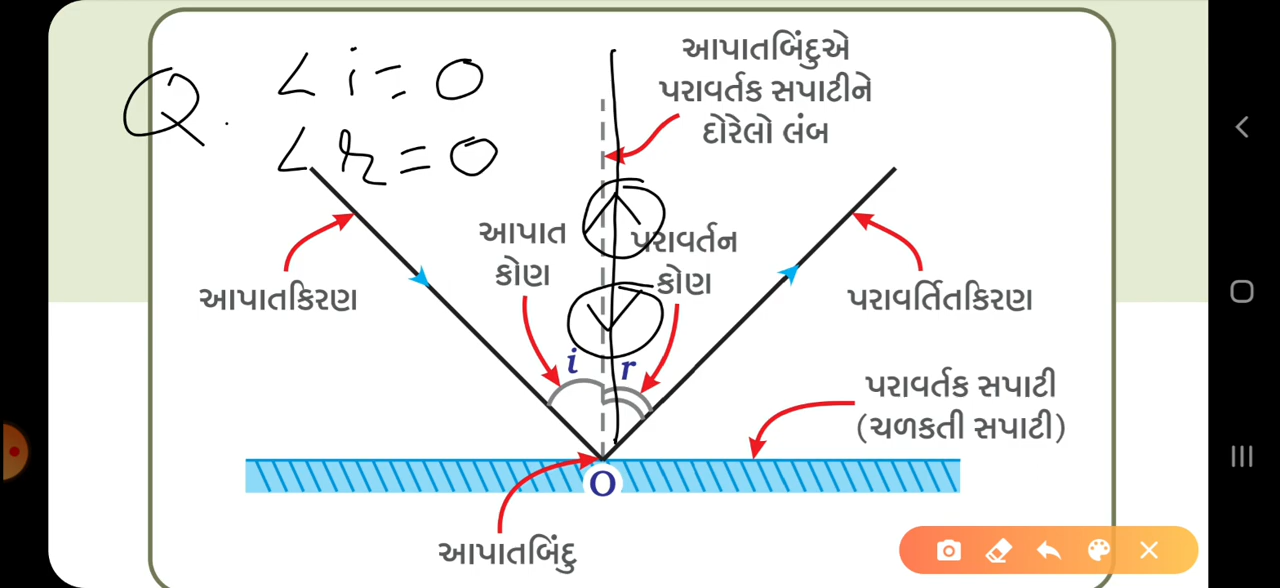 Q. ∠i=0
∠r=0
આપાતબિંદુએ
પરાવર્તક સપાટીને
દોરેલો લંબ
આપાત
કોણ
પરાવર્તન
કોણ
આપાતકિરણ
પરાવર્તિતકિરણ
i
r
પરાવર્તક સપાટી
(ચળકતી સપાટી)
O
આપાતબિંદુ